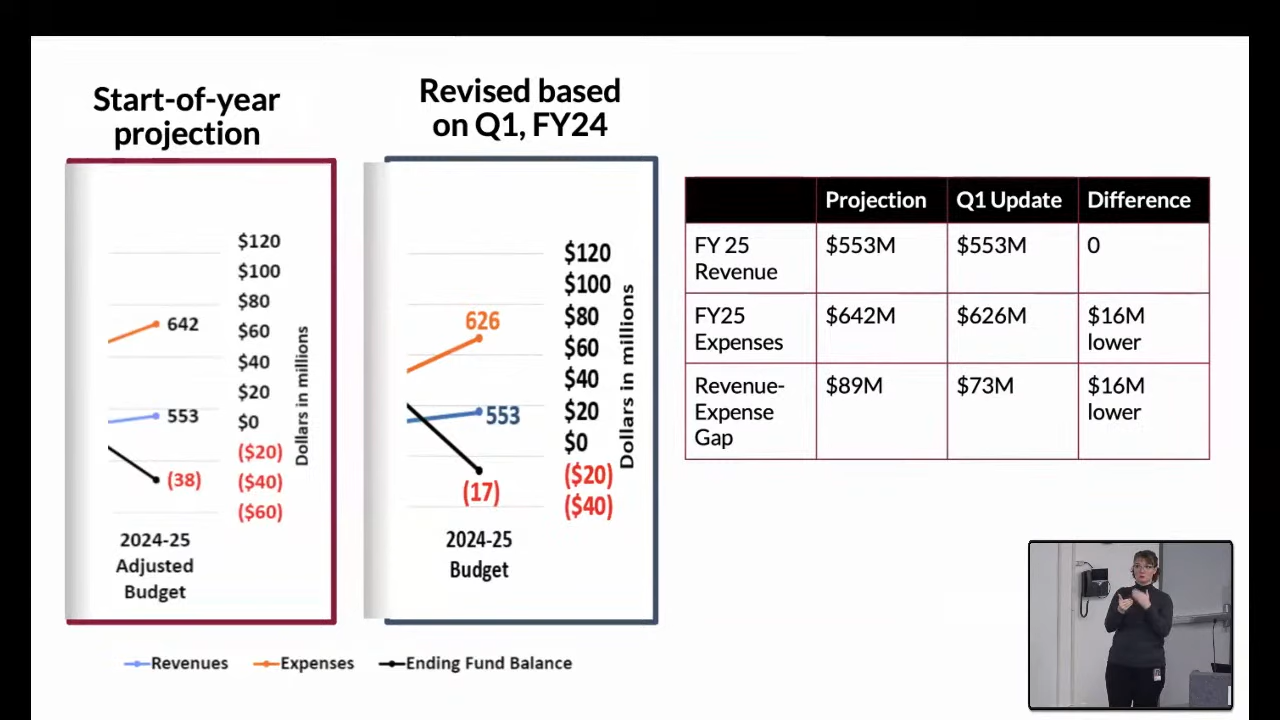 Start-of-year
projection
$120
$100
$80
$60
$40
$20
$0
($20)
($40)
($60)
Dollars in millions
642
553
(38)
2024-25
Adjusted
Budget
Revised based
on Q1, FY24
$120
$100
$80
$60
$40
$20
$0
($20)
($40)
Dollars in millions
626
553
(17)
2024-25
Budget
Revenues Expenses Ending Fund Balance
Projection Q1 Update Difference
FY 25
Revenue
$553M $553M 0
FY25
Expenses
$642M $626M $16M
lower
Revenue-
Expense
Gap
$89M $73M $16M
lower